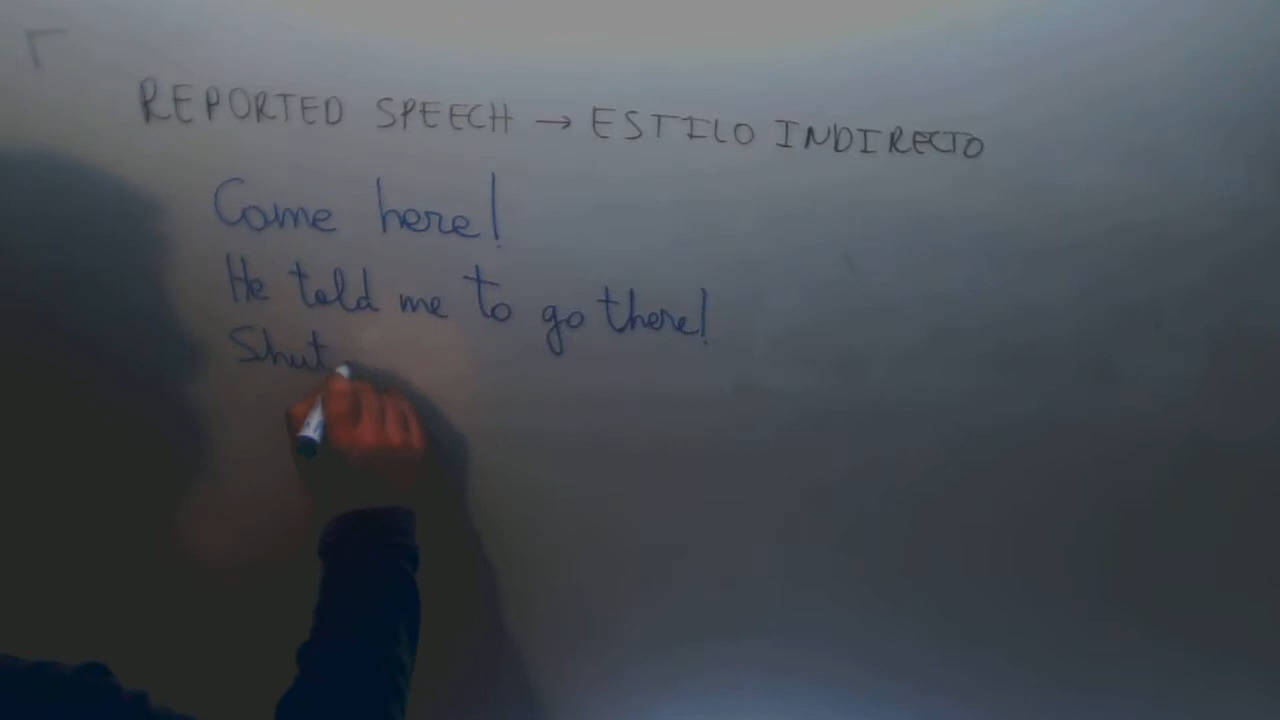 REPORTED SPEECH → ESTILO INDIRECTO
Come here!
He told me to go there!
Shut